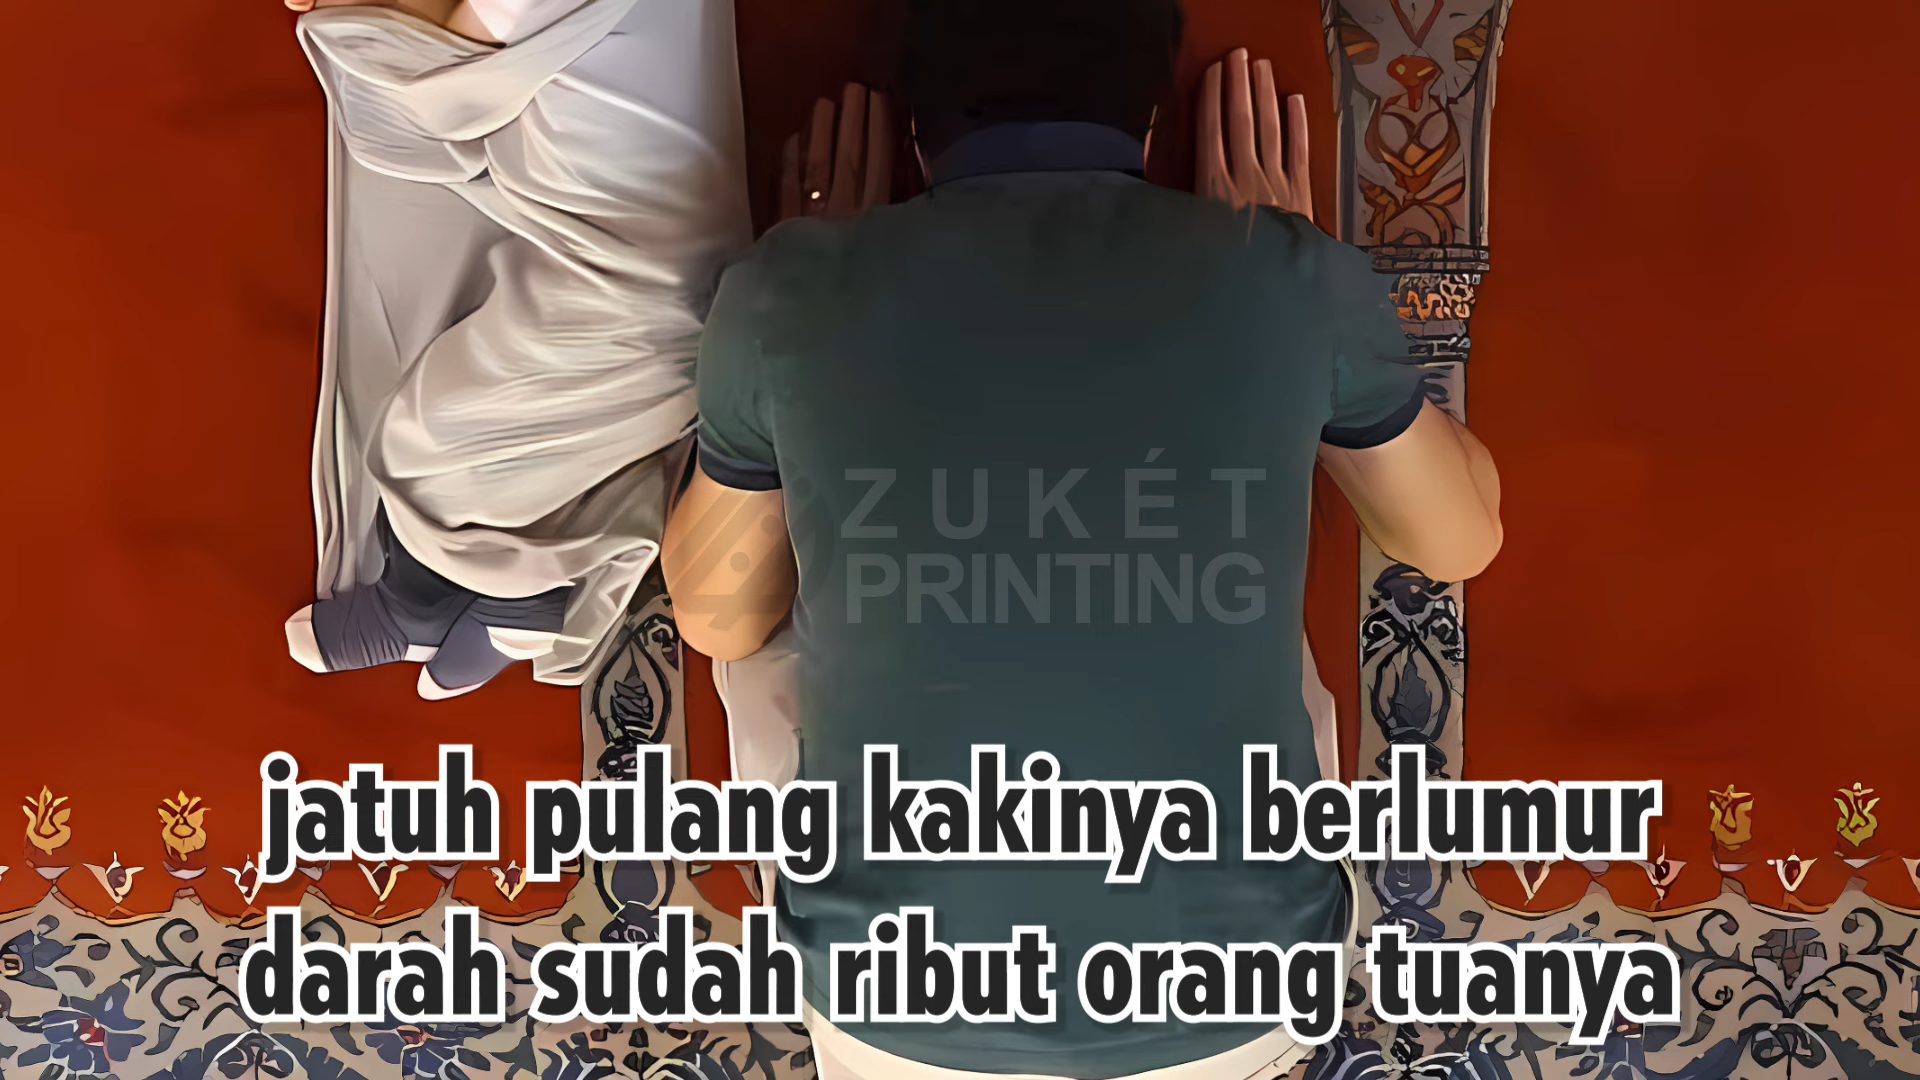 ZUKÉT
PRINTING
jatuh pulang kakinya berlumur
darah sudah ribut orang tuanya